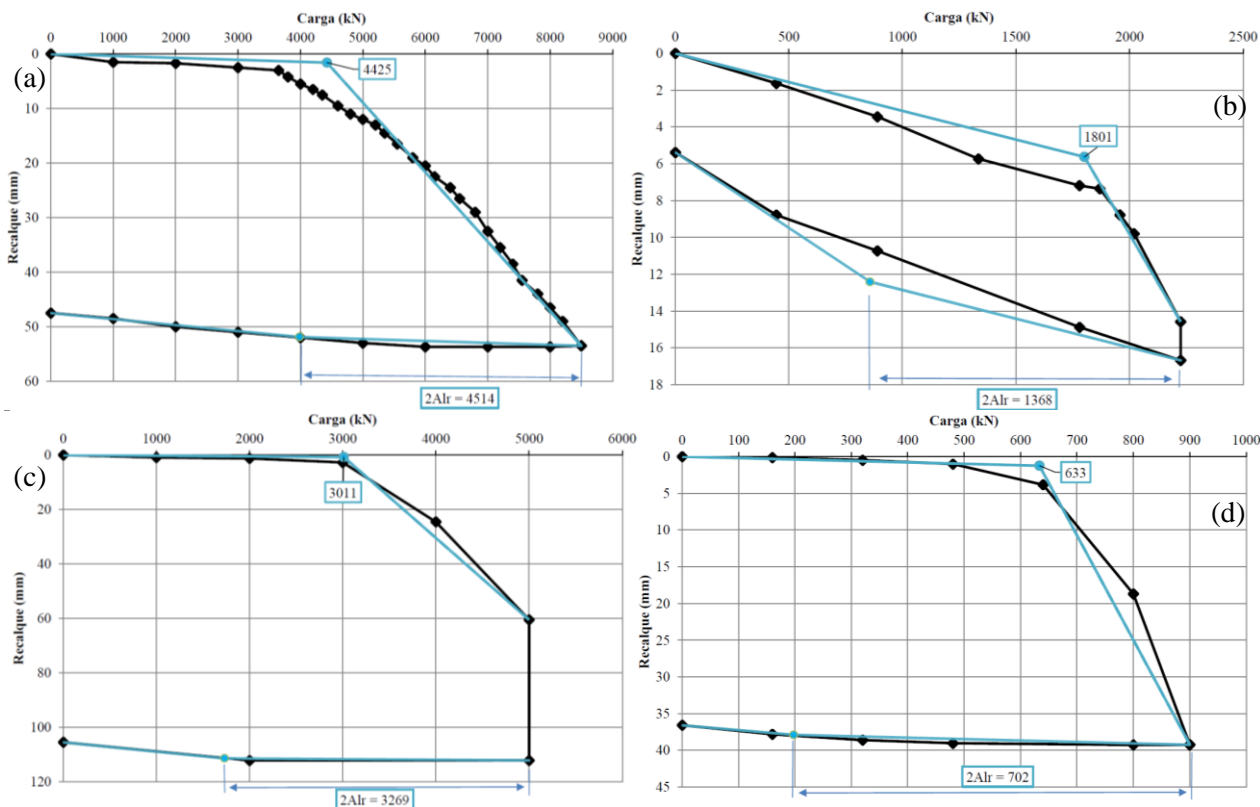 Carga (kN)
0 1000 2000 3000 4000 5000 6000 7000 8000 9000
0
10
20
30
40
50
60
Recalque (mm)
(a)
4425
2Alr = 4514
Carga (kN)
0 500 1000 1500 2000 2500
0
2
4
6
8
10
12
14
16
18
Recalque (mm)
(b)
1801
2Alr = 1368
Carga (kN)
0 1000 2000 3000 4000 5000 6000
0
20
40
60
80
100
120
Recalque (mm)
(c)
3011
2Alr = 3269
Carga (kN)
0 100 200 300 400 500 600 700 800 900 1000
0
5
10
15
20
25
30
35
40
45
Recalque (mm)
(d)
633
2Alr = 702